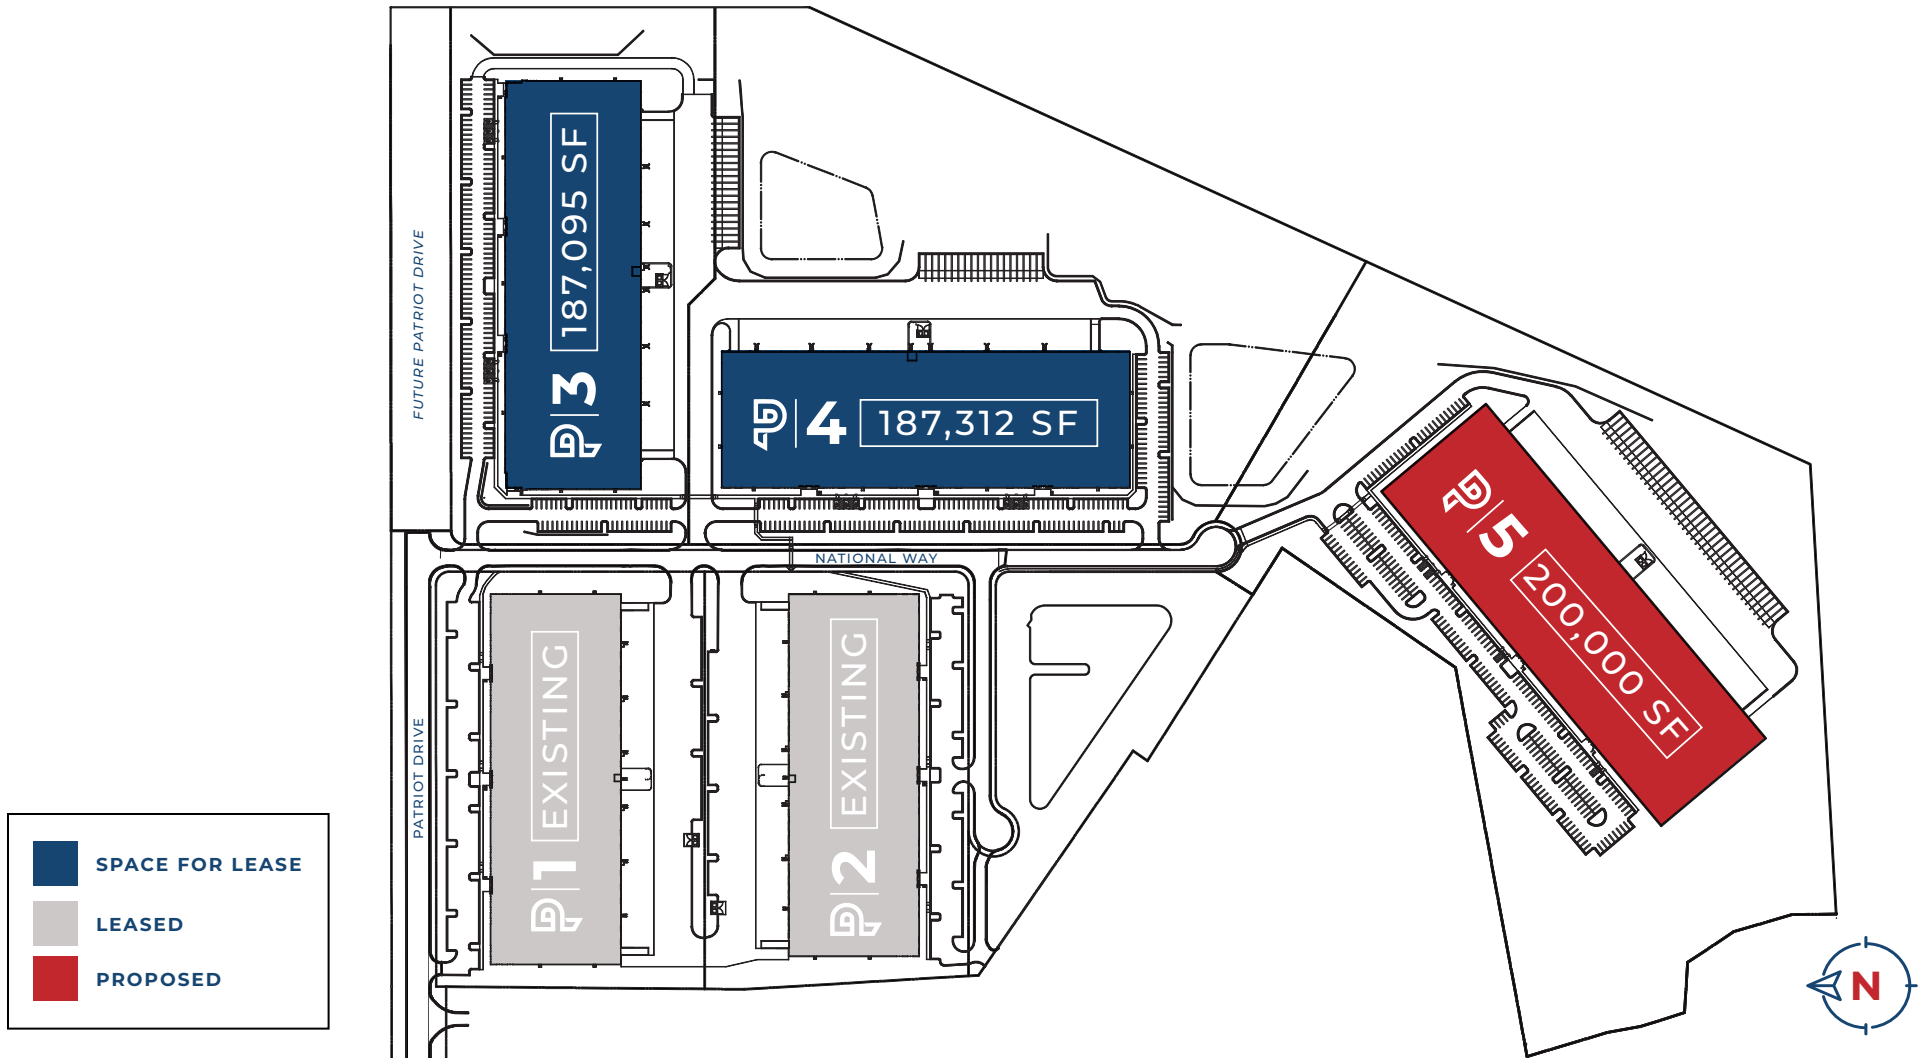 FUTURE PATRIOT DRIVE
3 187,095 SF
4 187,312 SF
NATIONAL WAY
5 200,000 SF
PATRIOT DRIVE
1 EXISTING
2 EXISTING
SPACE FOR LEASE
LEASED
PROPOSED
N